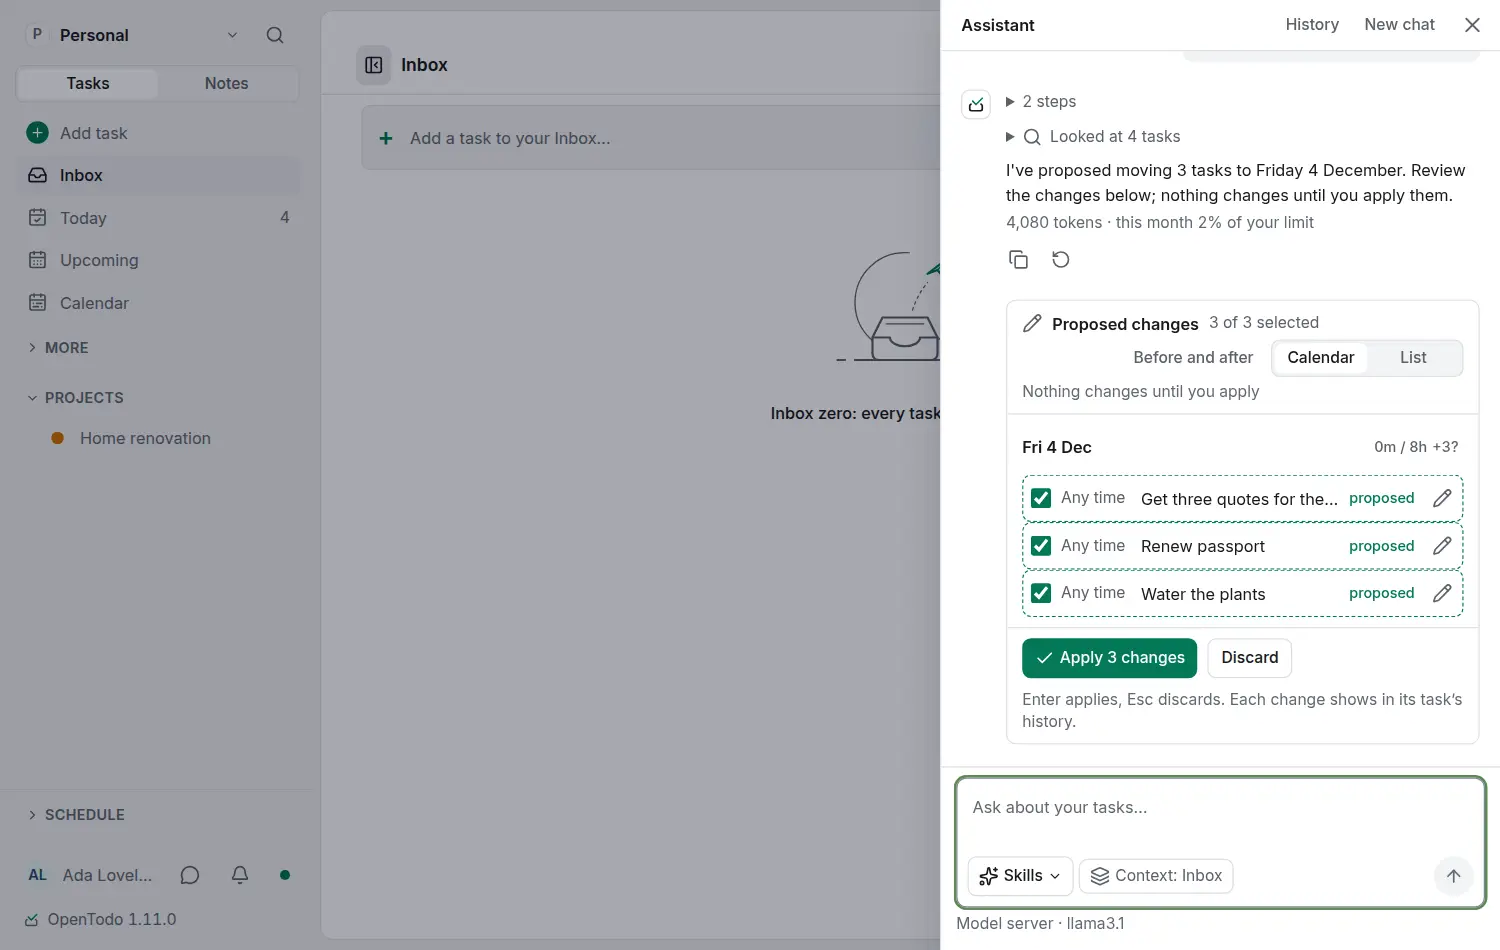 P Personal
Tasks Notes
Add task
Inbox
Today 4
Upcoming
Calendar
MORE
PROJECTS
Home renovation
SCHEDULE
AL Ada Lovel...
OpenTodo 1.11.0
Inbox
Add a task to your Inbox...
Inbox zero: every task
Assistant History New chat
2 steps
Looked at 4 tasks
I've proposed moving 3 tasks to Friday 4 December. Review
the changes below; nothing changes until you apply them.
4,080 tokens · this month 2% of your limit
Proposed changes 3 of 3 selected
Before and after Calendar List
Nothing changes until you apply
Fri 4 Dec 0m / 8h +3?
Any time Get three quotes for the... proposed
Any time Renew passport proposed
Any time Water the plants proposed
Apply 3 changes Discard
Enter applies, Esc discards. Each change shows in its task’s
history.
Ask about your tasks...
Skills Context: Inbox
Model server · llama3.1